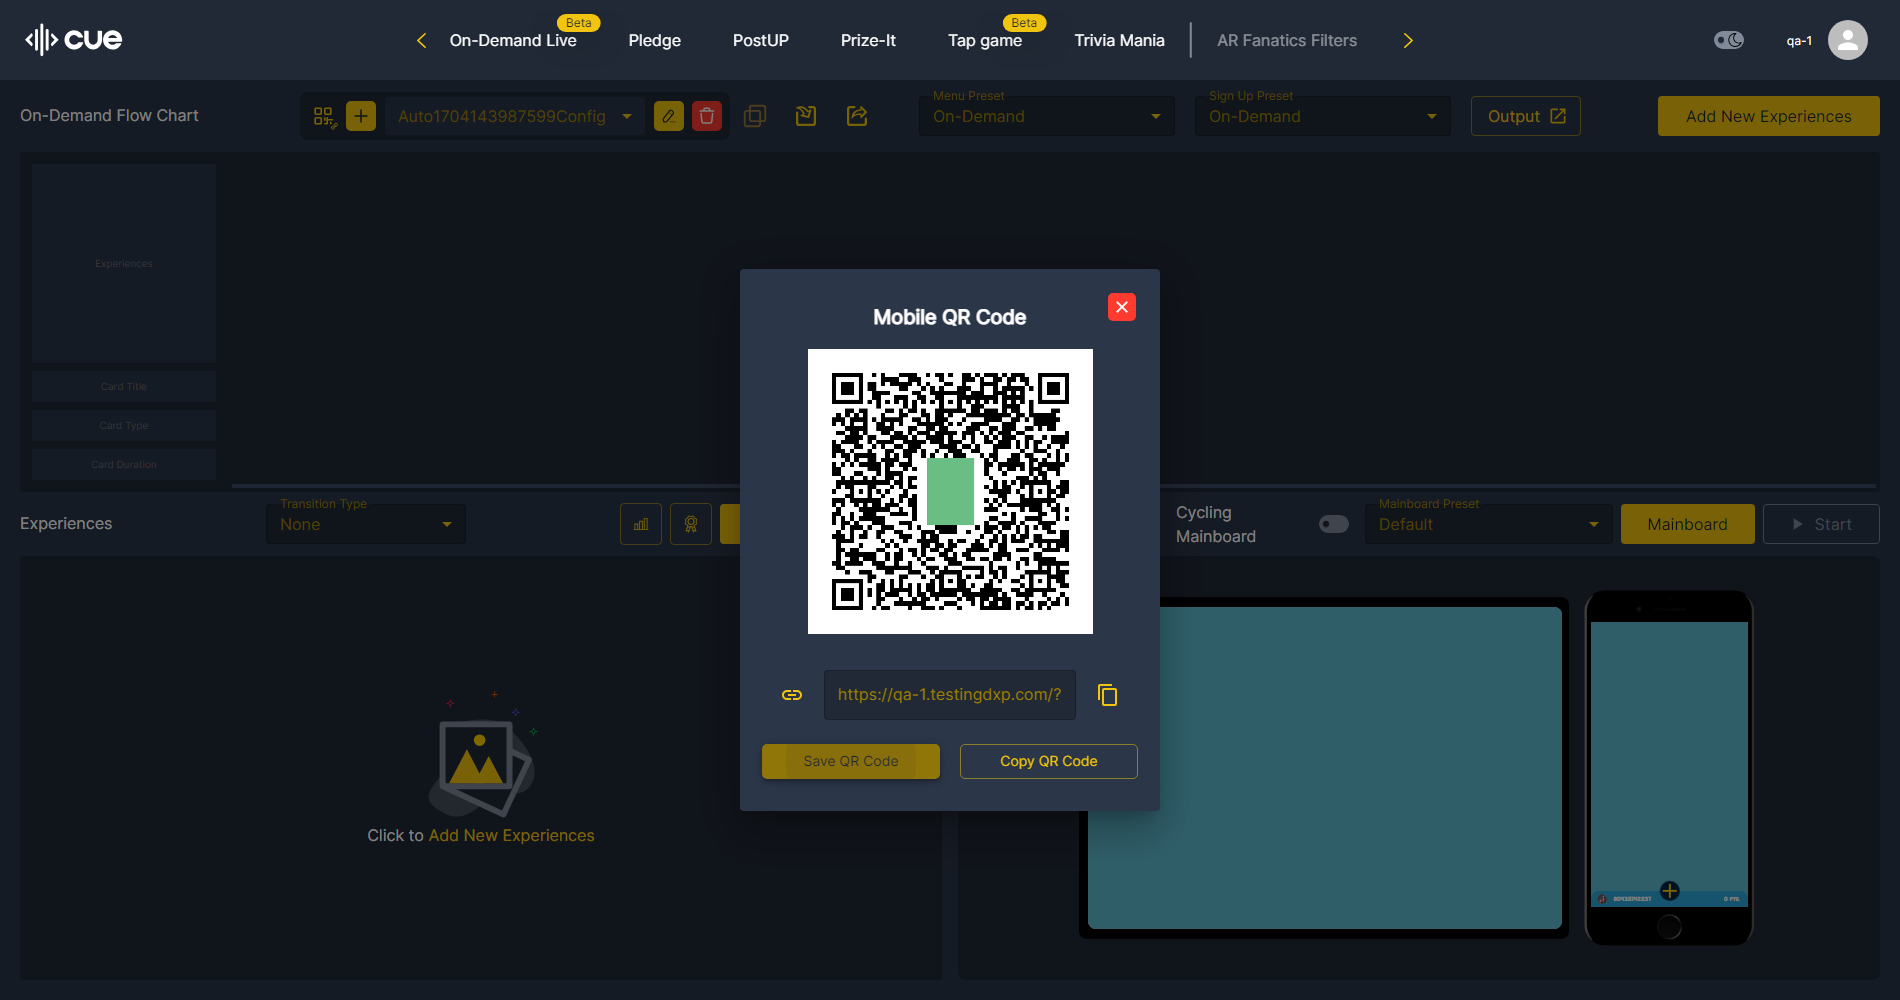 cue
On-Demand Live
Beta
Pledge
PostUP
Prize-It
Tap game
Beta
Trivia Mania
AR Fanatics Filters
qa-1
On-Demand Flow Chart
Auto1704143987599Config
Menu Preset
On-Demand
Sign Up Preset
On-Demand
Output
Add New Experiences
Experiences
Card Title
Card Type
Card Duration
Mobile QR Code
https://qa-1.testingdxp.com/?
Save QR Code
Copy QR Code
Experiences
Transition Type
None
Cycling
Mainboard
Mainboard Preset
Default
Mainboard
Start
Click to Add New Experiences
0 PTS